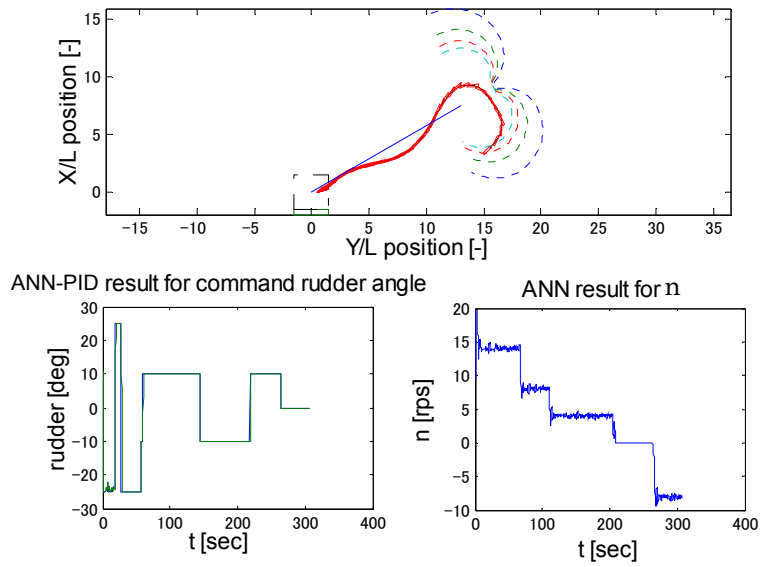 15
10
5
0
X/L position [-]
−15 −10 −5 0 5 10 15 20 25 30 35
Y/L position [-]
ANN-PID result for command rudder angle
30
20
10
0
−10
−20
−30
rudder [deg]
0 100 200 300 400
t [sec]
ANN result for n
20
15
10
5
0
−5
−10
n [rps]
0 100 200 300 400
t [sec]